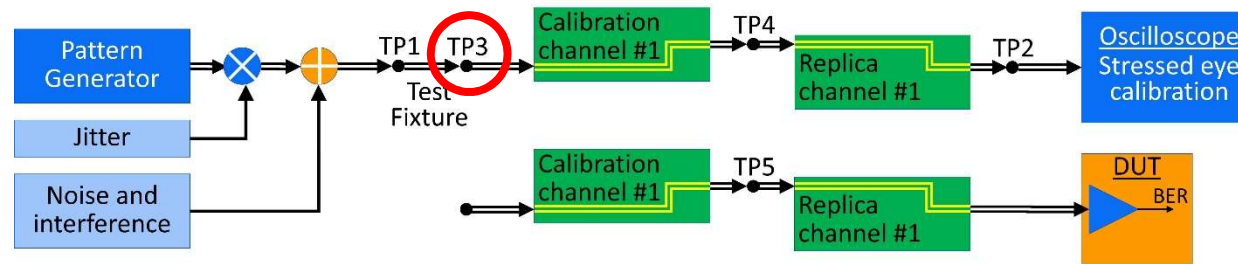 Pattern
Generator
Jitter
Noise and
interference
TP1
TP3
Test
Fixture
Calibration
channel #1
TP4
Replica
channel #1
TP2
Oscilloscope
Stressed eye
calibration
Calibration
channel #1
TP5
Replica
channel #1
DUT
BER